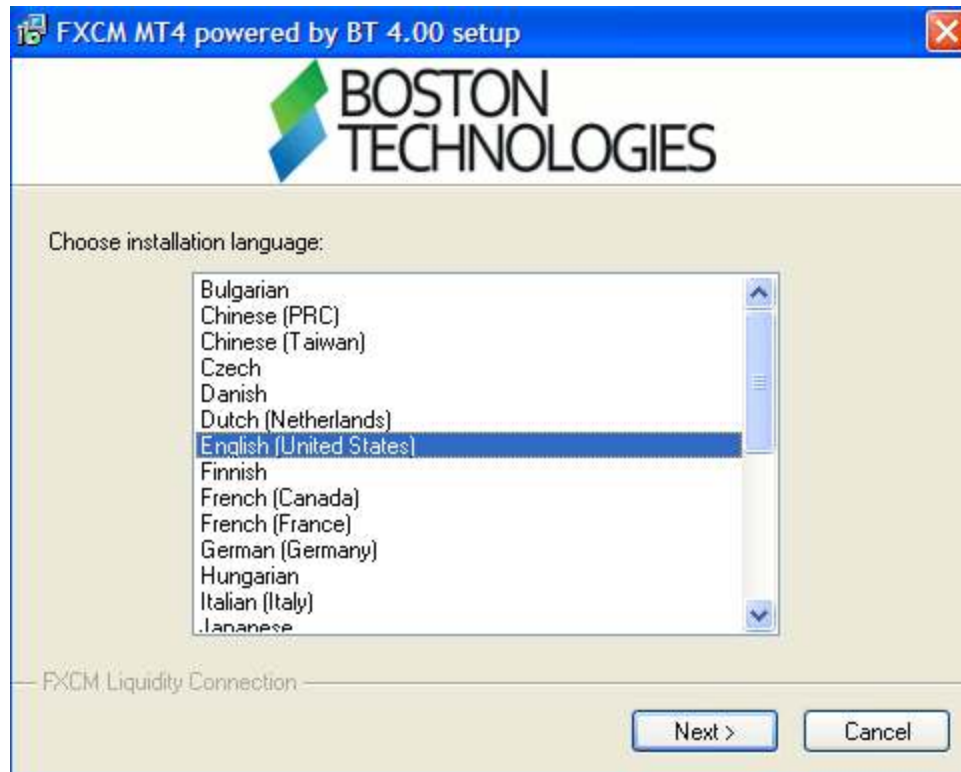 FXCM MT4 powered by BT 4.00 setup
BOSTON
TECHNOLOGIES
Choose installation language:
Bulgarian
Chinese (PRC)
Chinese (Taiwan)
Czech
Danish
Dutch (Netherlands)
English (United States)
Finnish
French (Canada)
French (France)
German (Germany)
Hungarian
Italian (Italy)
Japanese
FXCM Liquidity Connection
Next >
Cancel